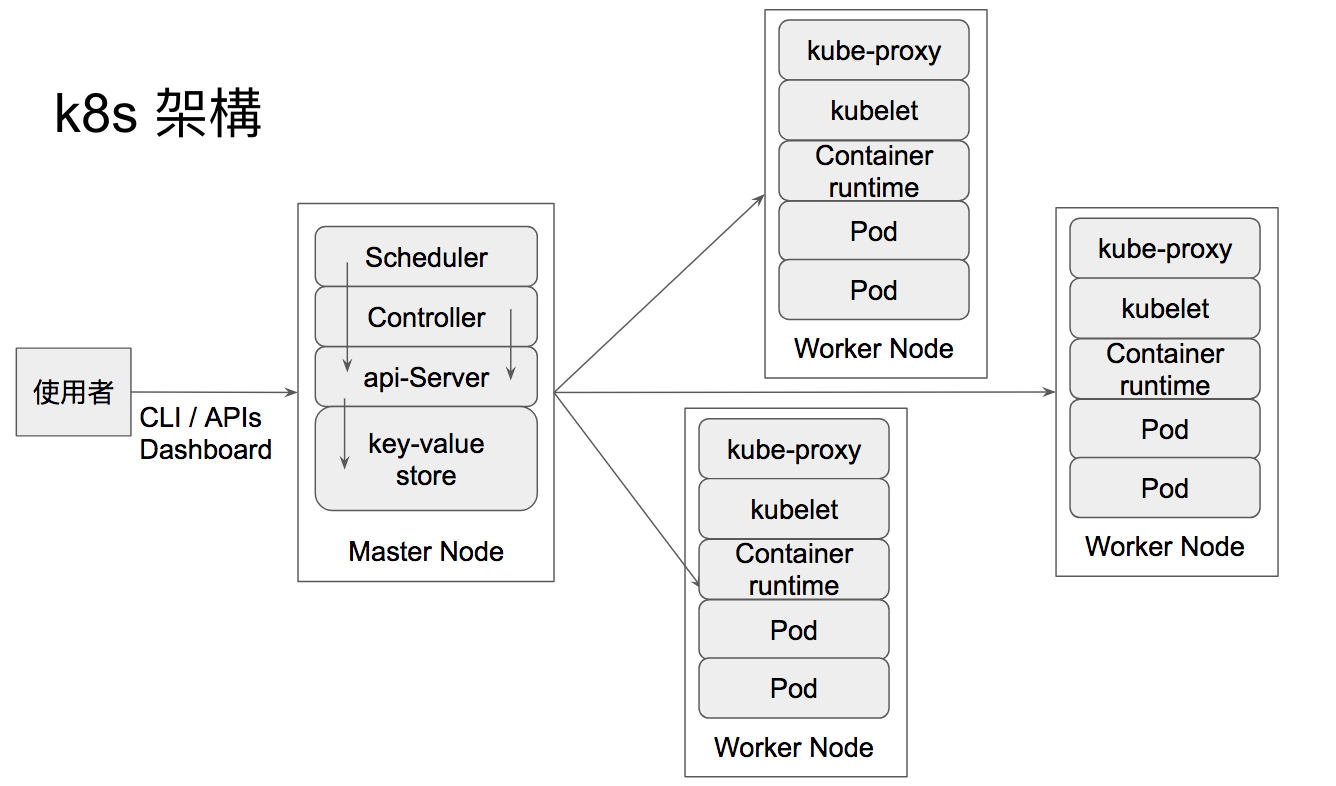 k8s 架構
使用者
CLI / APIs
Dashboard
Scheduler
Controller
api-Server
key-value
store
Master Node
kube-proxy
kubelet
Container
runtime
Pod
Pod
Worker Node
kube-proxy
kubelet
Container
runtime
Pod
Pod
Worker Node
kube-proxy
kubelet
Container
runtime
Pod
Pod
Worker Node